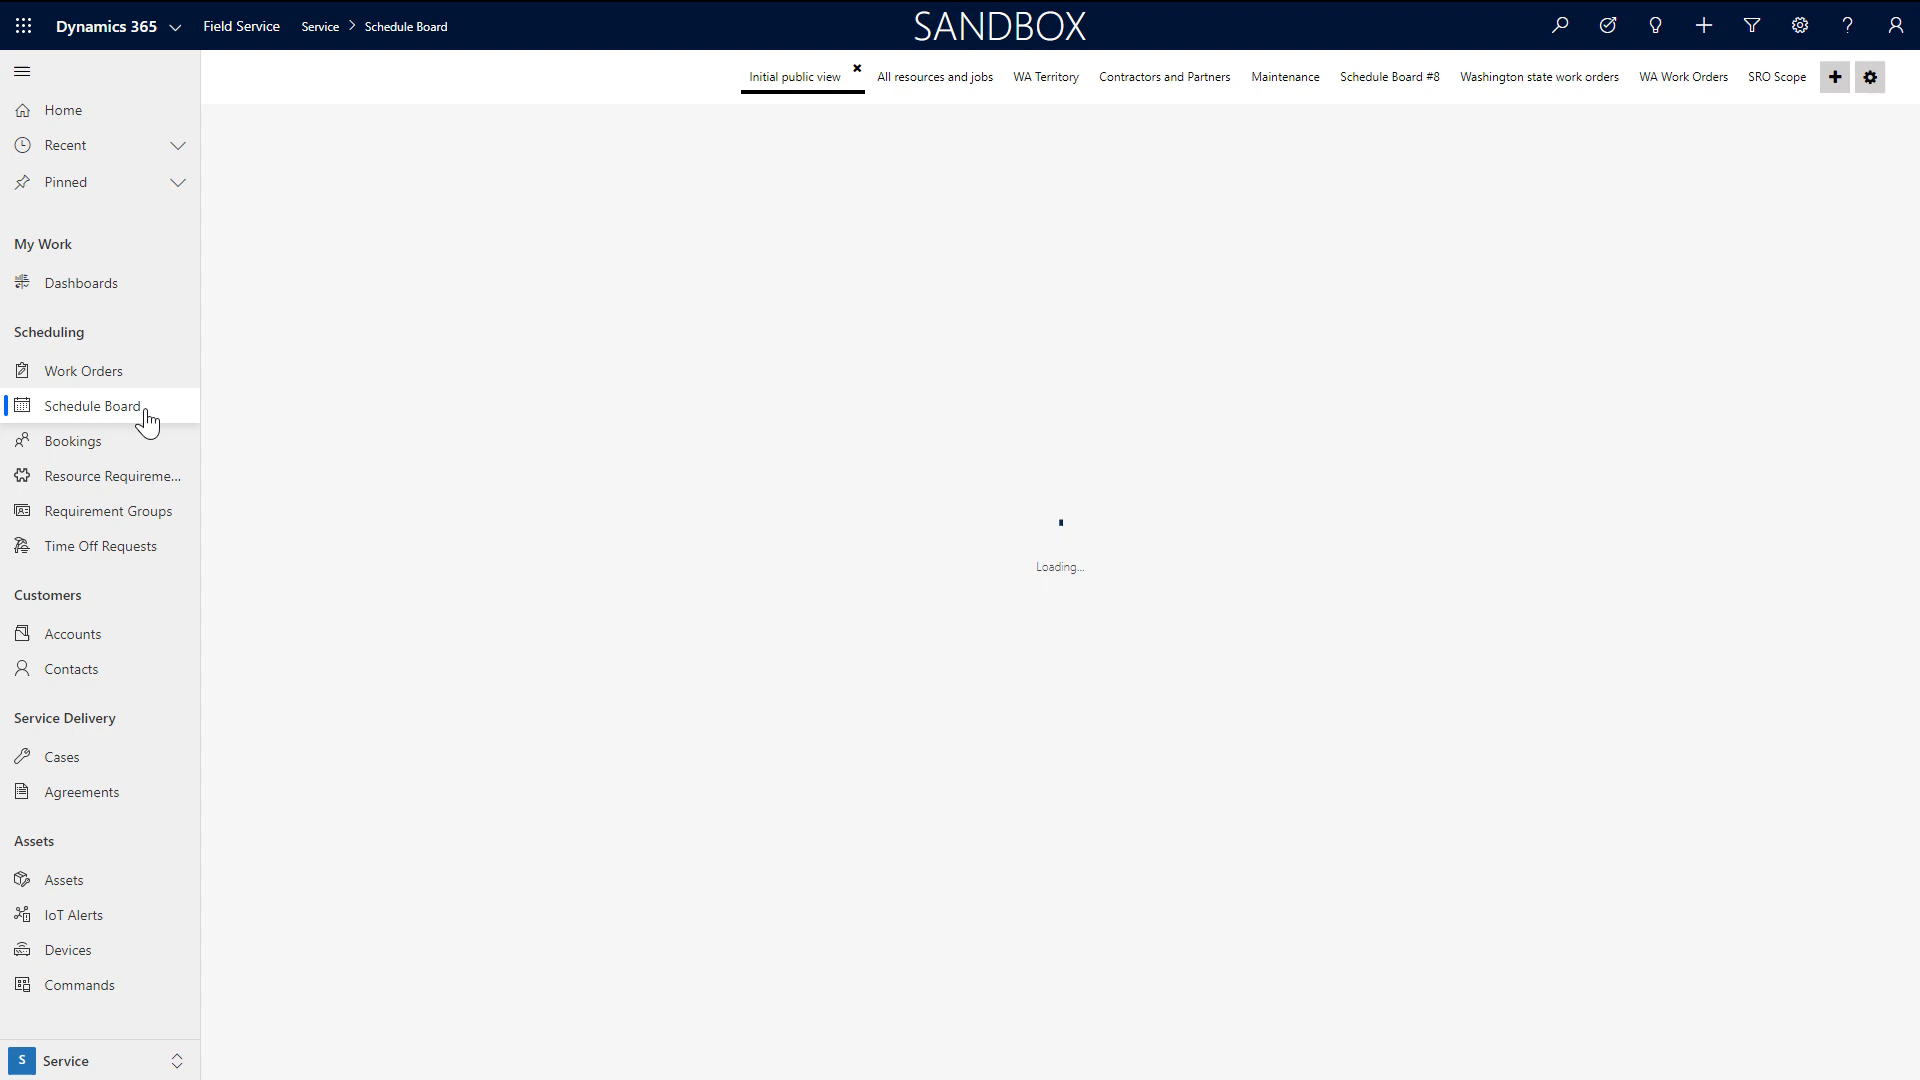 Dynamics 365 Field Service Service > Schedule Board SANDBOX
Initial public view All resources and jobs WA Territory Contractors and Partners Maintenance Schedule Board #8 Washington state work orders WA Work Orders SRO Scope
Home
Recent
Pinned
My Work
Dashboards
Scheduling
Work Orders
Schedule Board
Bookings
Resource Requireme...
Requirement Groups
Time Off Requests
Customers
Accounts
Contacts
Service Delivery
Cases
Agreements
Assets
Assets
IoT Alerts
Devices
Commands
S Service
Loading...